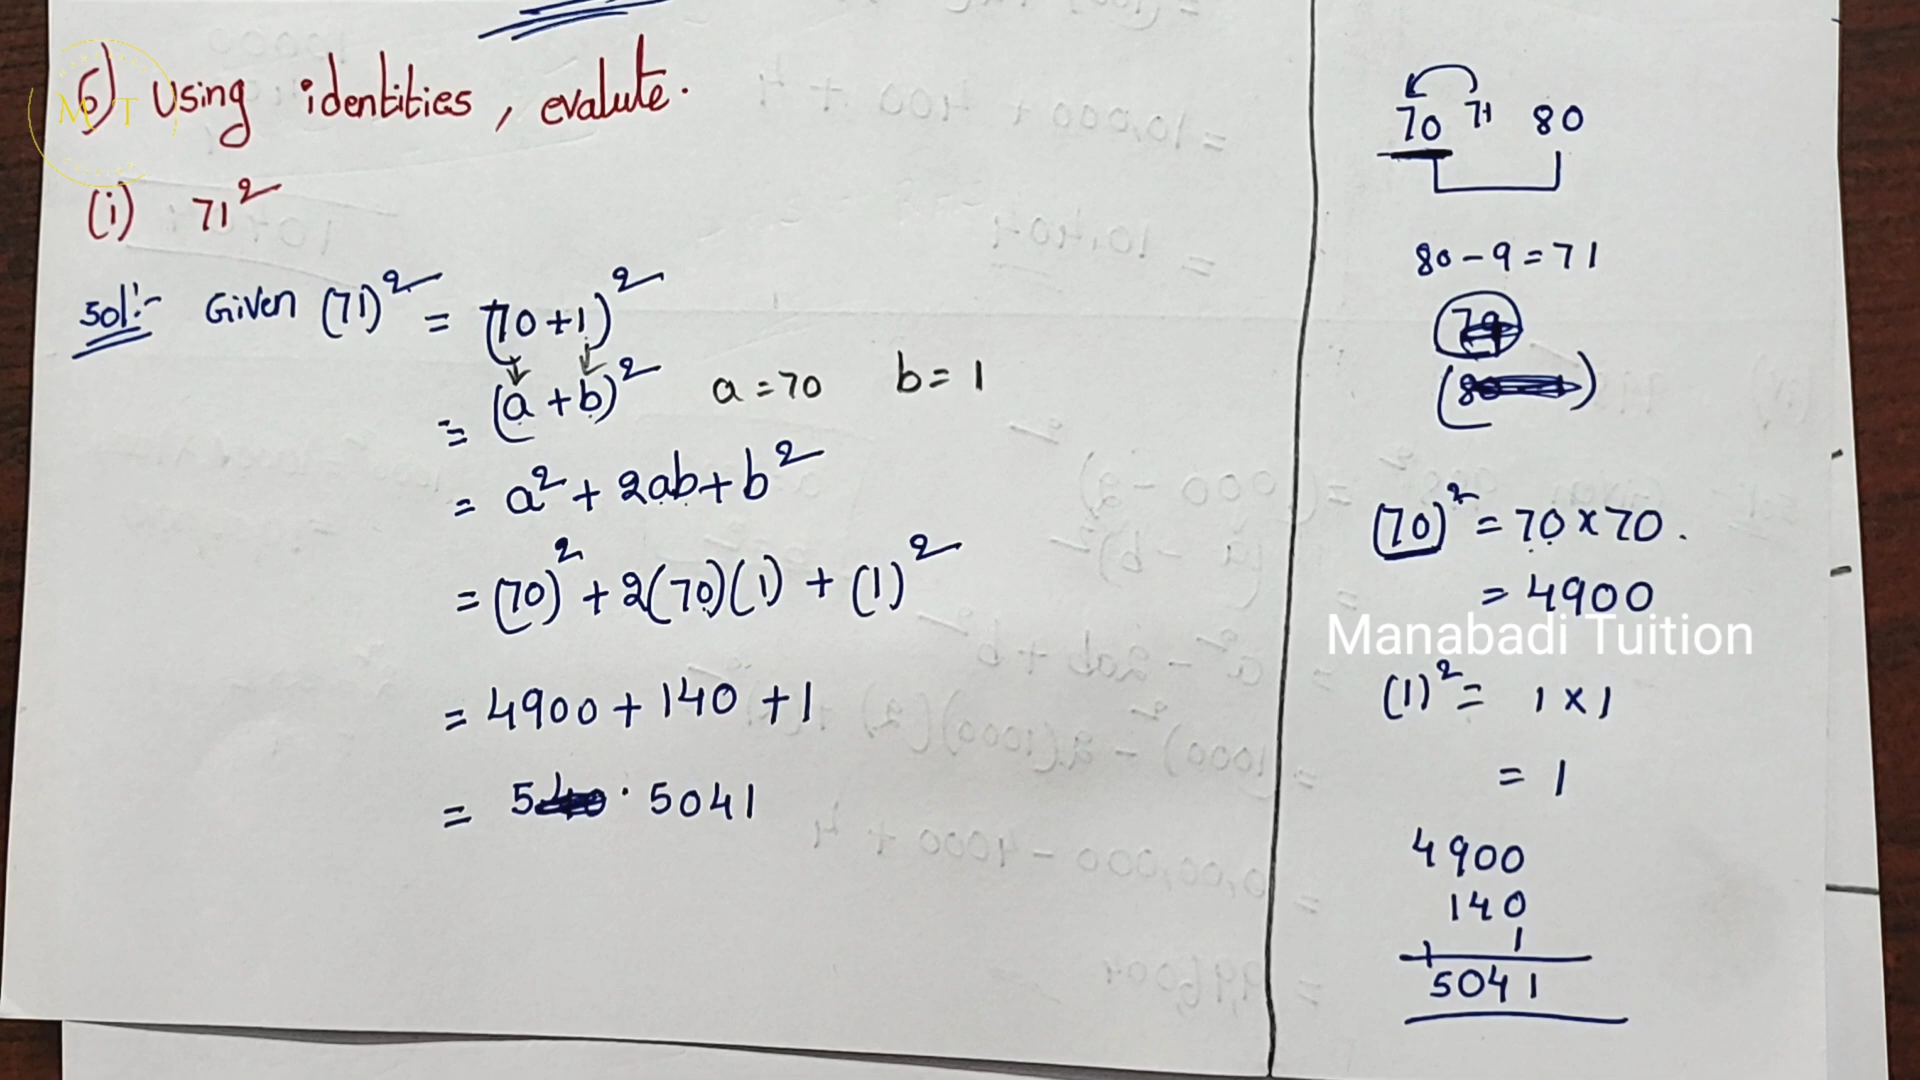 6) Using identities, evalute.
(i) 71²
Sol:- Given (71)² = (70+1)²
= (a+b)² a=70 b=1
= a² + 2ab + b²
= (70)² + 2(70)(1) + (1)²
= 4900 + 140 + 1
= 5041
70 71 80
80-9=71
(70)² = 70×70.
= 4900
Manabadi Tuition
(1)² = 1×1
= 1
4900
140
+ 1
5041
MT